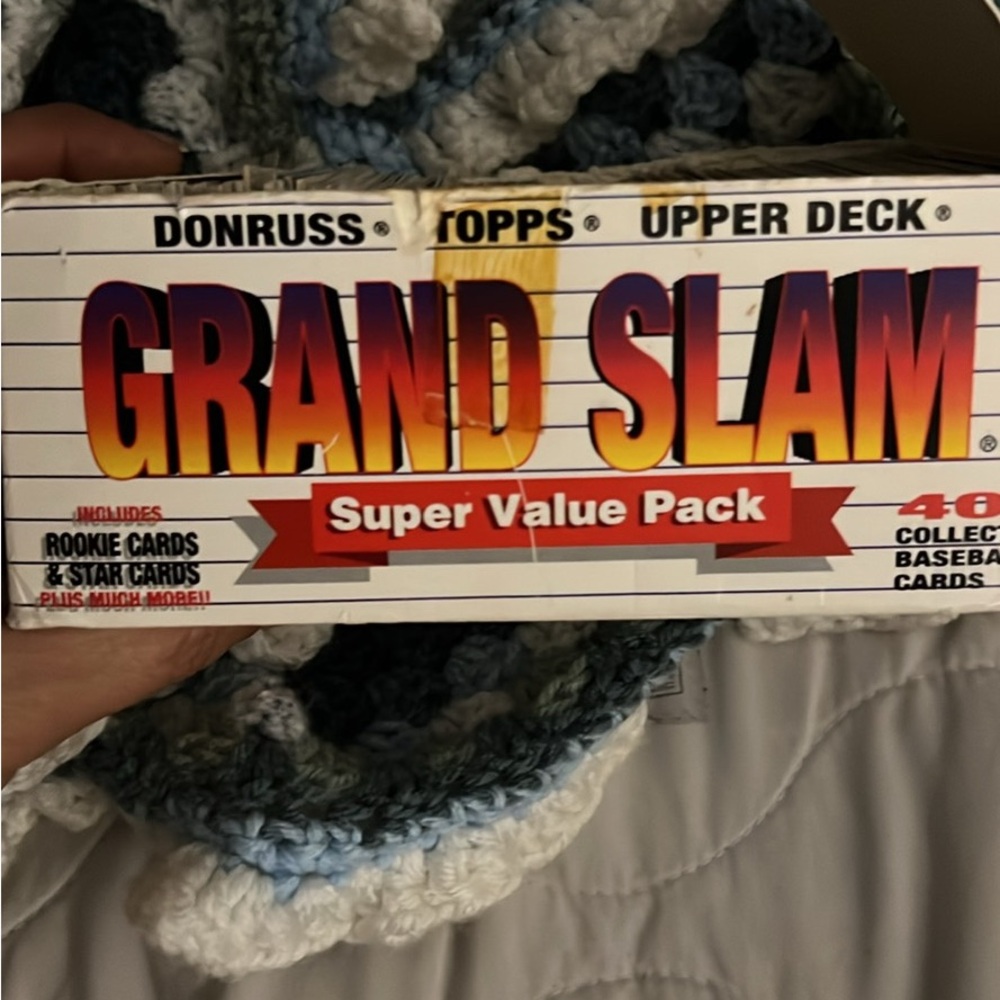 DONRUSS® TOPPS® UPPER DECK®
GRAND SLAM®
Super Value Pack
INCLUDES
ROOKIE CARDS
& STAR CARDS
PLUS MUCH MORE!!
40
COLLEC
BASEBA
CARDS